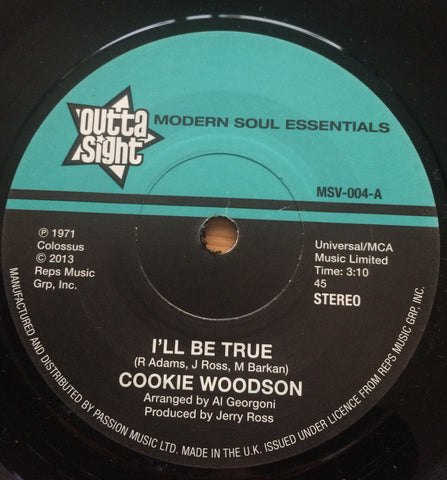 outta
sight
MODERN SOUL ESSENTIALS
MSV-004-A
℗ 1971
Colossus
© 2013
Reps Music
Grp, Inc.
Universal/MCA
Music Limited
Time: 3:10
45
STEREO
I'LL BE TRUE
(R Adams, J Ross, M Barkan)
COOKIE WOODSON
Arranged by Al Georgoni
Produced by Jerry Ross
MANUFACTURED AND DISTRIBUTED BY PASSION MUSIC LTD. MADE IN THE U.K. ISSUED UNDER LICENCE FROM REPS MUSIC GRP, INC.